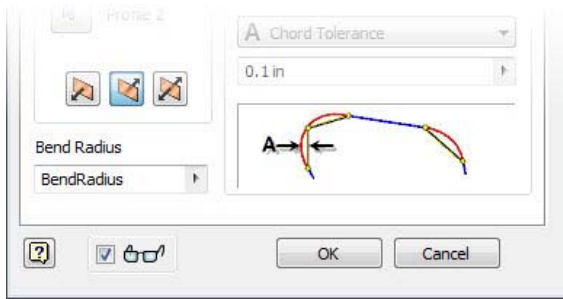 Profile 2
A Chord Tolerance
0.1 in
Bend Radius
BendRadius
A
OK
Cancel